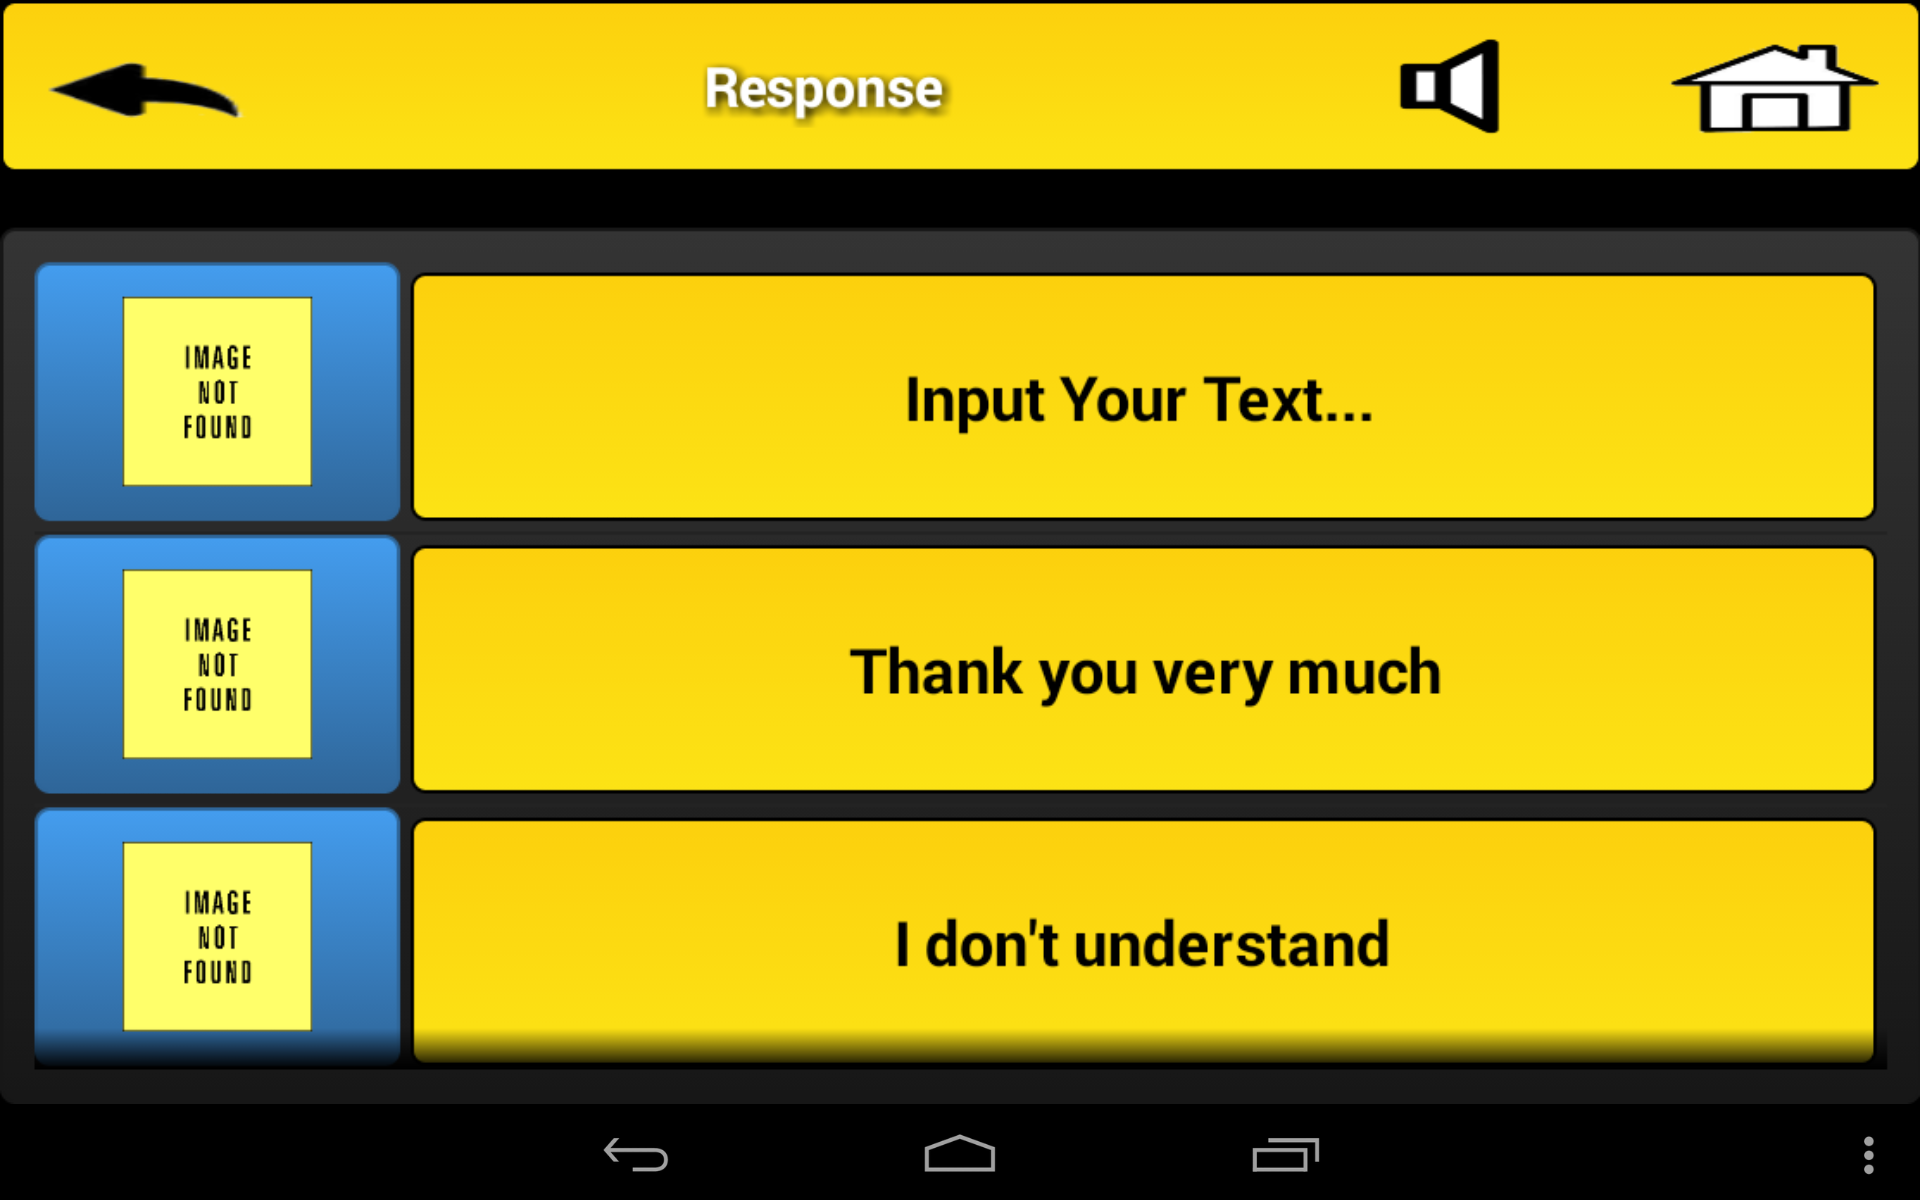 Response
IMAGE
NOT
FOUND
Input Your Text...
IMAGE
NOT
FOUND
Thank you very much
IMAGE
NOT
FOUND
I don't understand